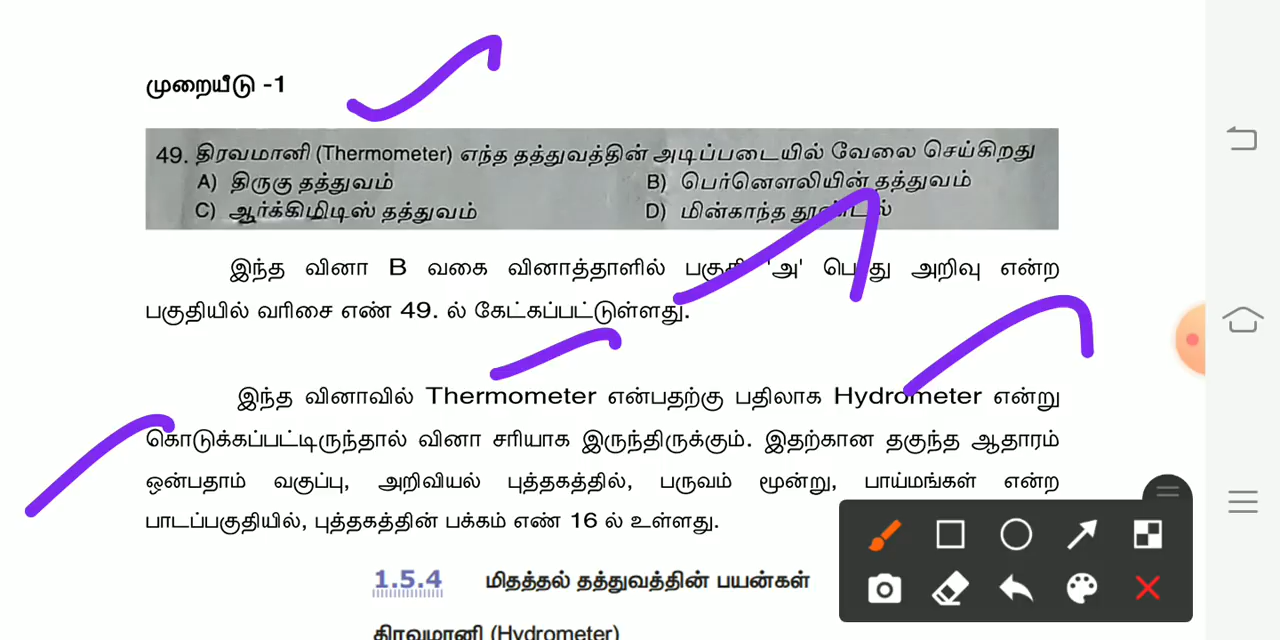 முறையீடு -1
49. திரவமானி (Thermometer) எந்த தத்துவத்தின் அடிப்படையில் வேலை செய்கிறது
A) திருகு தத்துவம் B) பெர்னௌலியின் தத்துவம்
C) ஆர்க்கிமிடிஸ் தத்துவம் D) மின்காந்த தூண்டல்
இந்த வினா B வகை வினாத்தாளில் பகுதி 'அ' பொது அறிவு என்ற
பகுதியில் வரிசை எண் 49. ல் கேட்கப்பட்டுள்ளது.
இந்த வினாவில் Thermometer என்பதற்கு பதிலாக Hydrometer என்று
கொடுக்கப்பட்டிருந்தால் வினா சரியாக இருந்திருக்கும். இதற்கான தகுந்த ஆதாரம்
ஒன்பதாம் வகுப்பு, அறிவியல் புத்தகத்தில், பருவம் மூன்று, பாய்மங்கள் என்ற
பாடப்பகுதியில், புத்தகத்தின் பக்கம் எண் 16 ல் உள்ளது.
1.5.4 மிதத்தல் தத்துவத்தின் பயன்கள்
திரவமானி (Hydrometer)